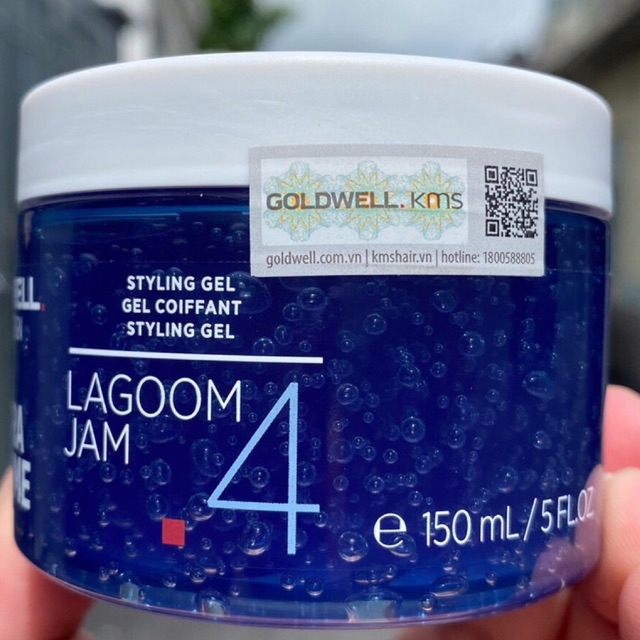 GOLDWELL. kms
goldwell.com.vn | kmshair.vn | hotline: 1800588805
STYLING GEL
GEL COIFFANT
STYLING GEL
LAGOOM
JAM
.4
e 150 mL/5 FL.OZ